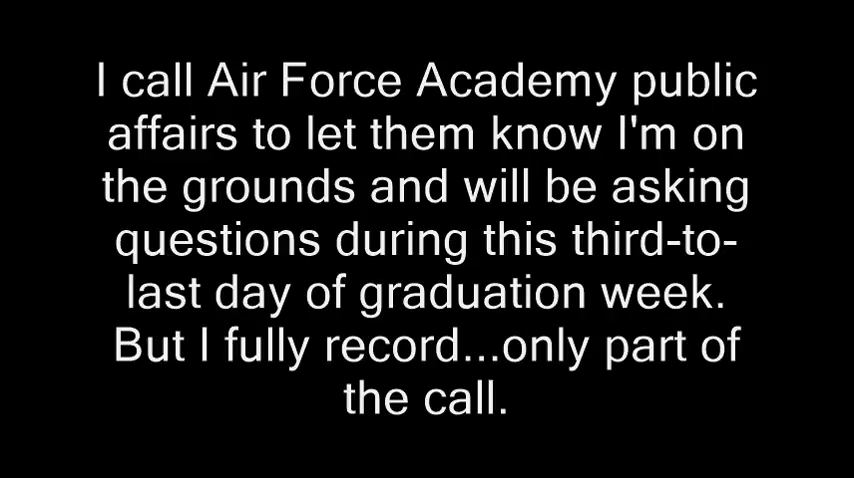 I call Air Force Academy public
affairs to let them know I'm on
the grounds and will be asking
questions during this third-to-
last day of graduation week.
But I fully record...only part of
the call.